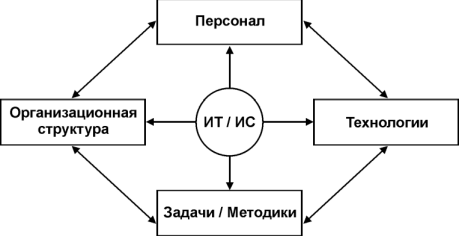 Персонал
Организационная
структура
ИТ / ИС
Технологии
Задачи / Методики